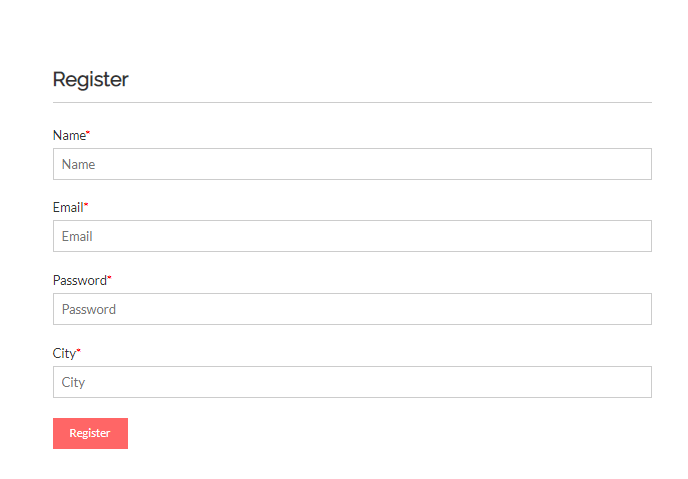 Register
Name*
Name
Email*
Email
Password*
Password
City*
City
Register